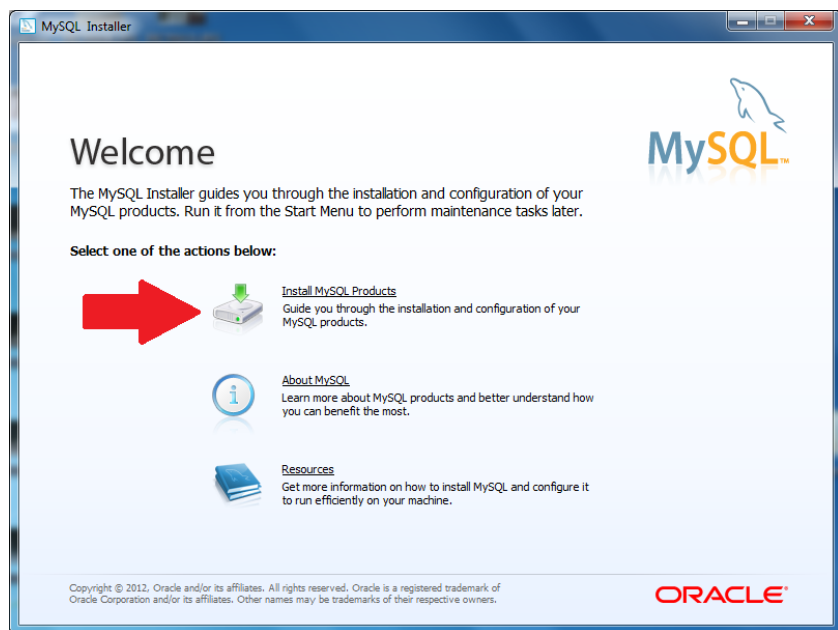 MySQL Installer
MySQL™
Welcome
The MySQL Installer guides you through the installation and configuration of your
MySQL products. Run it from the Start Menu to perform maintenance tasks later.
Select one of the actions below:
Install MySQL Products
Guide you through the installation and configuration of your
MySQL products.
About MySQL
Learn more about MySQL products and better understand how
you can benefit the most.
Resources
Get more information on how to install MySQL and configure it
to run efficiently on your machine.
Copyright © 2012, Oracle and/or its affiliates. All rights reserved. Oracle is a registered trademark of
Oracle Corporation and/or its affiliates. Other names may be trademarks of their respective owners.
ORACLE®